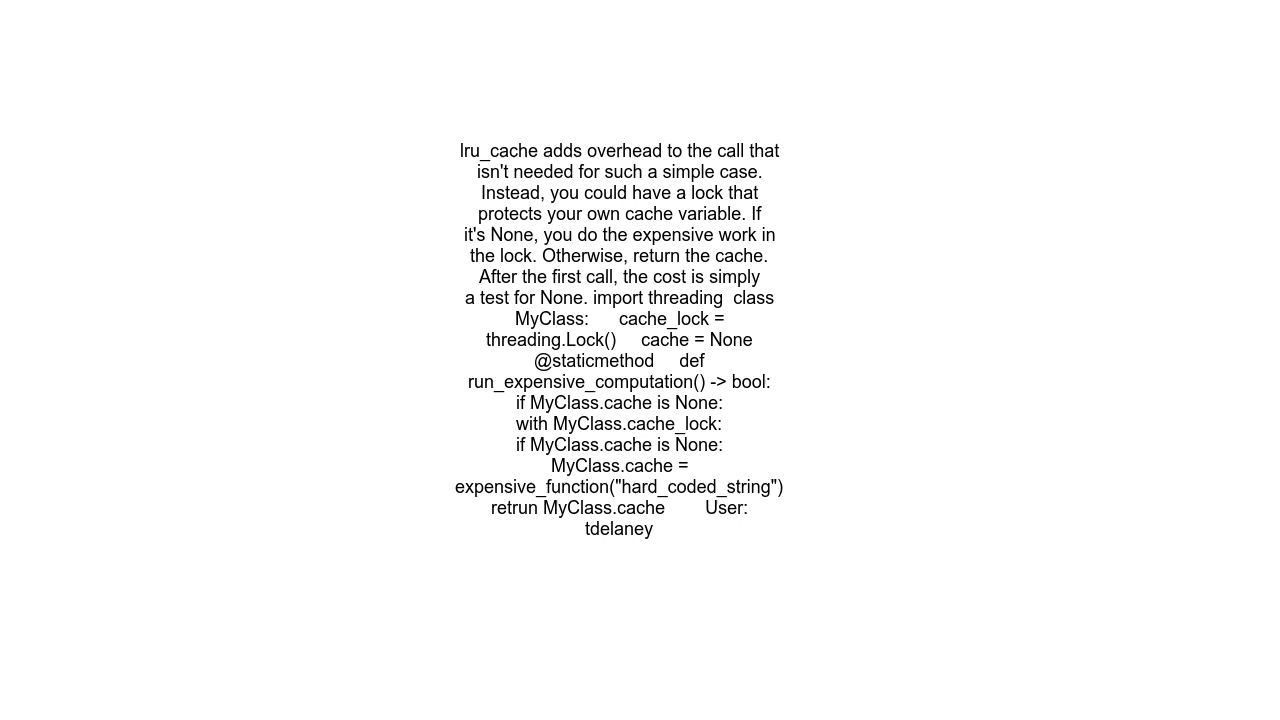 lru_cache adds overhead to the call that
isn't needed for such a simple case.
Instead, you could have a lock that
protects your own cache variable. If
it's None, you do the expensive work in
the lock. Otherwise, return the cache.
After the first call, the cost is simply
a test for None. import threading  class
MyClass:      cache_lock =
threading.Lock()     cache = None
@staticmethod     def
run_expensive_computation() -> bool:
if MyClass.cache is None:
with MyClass.cache_lock:
if MyClass.cache is None:
MyClass.cache =
expensive_function("hard_coded_string")
retrun MyClass.cache        User:
tdelaney